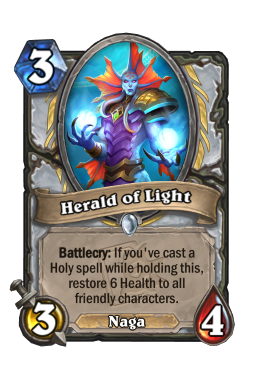 3
Herald of Light
Battlecry: If you've cast a
Holy spell while holding this,
restore 6 Health to all
friendly characters.
3
Naga
4